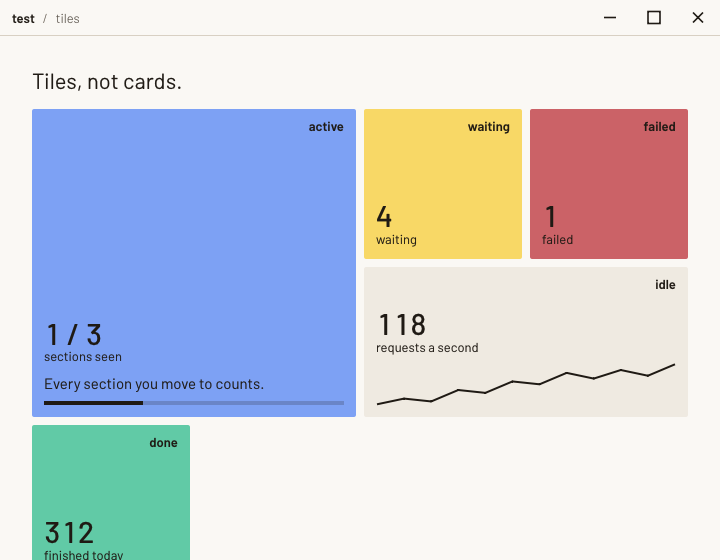 test / tiles
Tiles, not cards.
active
1 / 3
sections seen
Every section you move to counts.
waiting
4
waiting
failed
1
failed
idle
118
requests a second
done
312
finished today